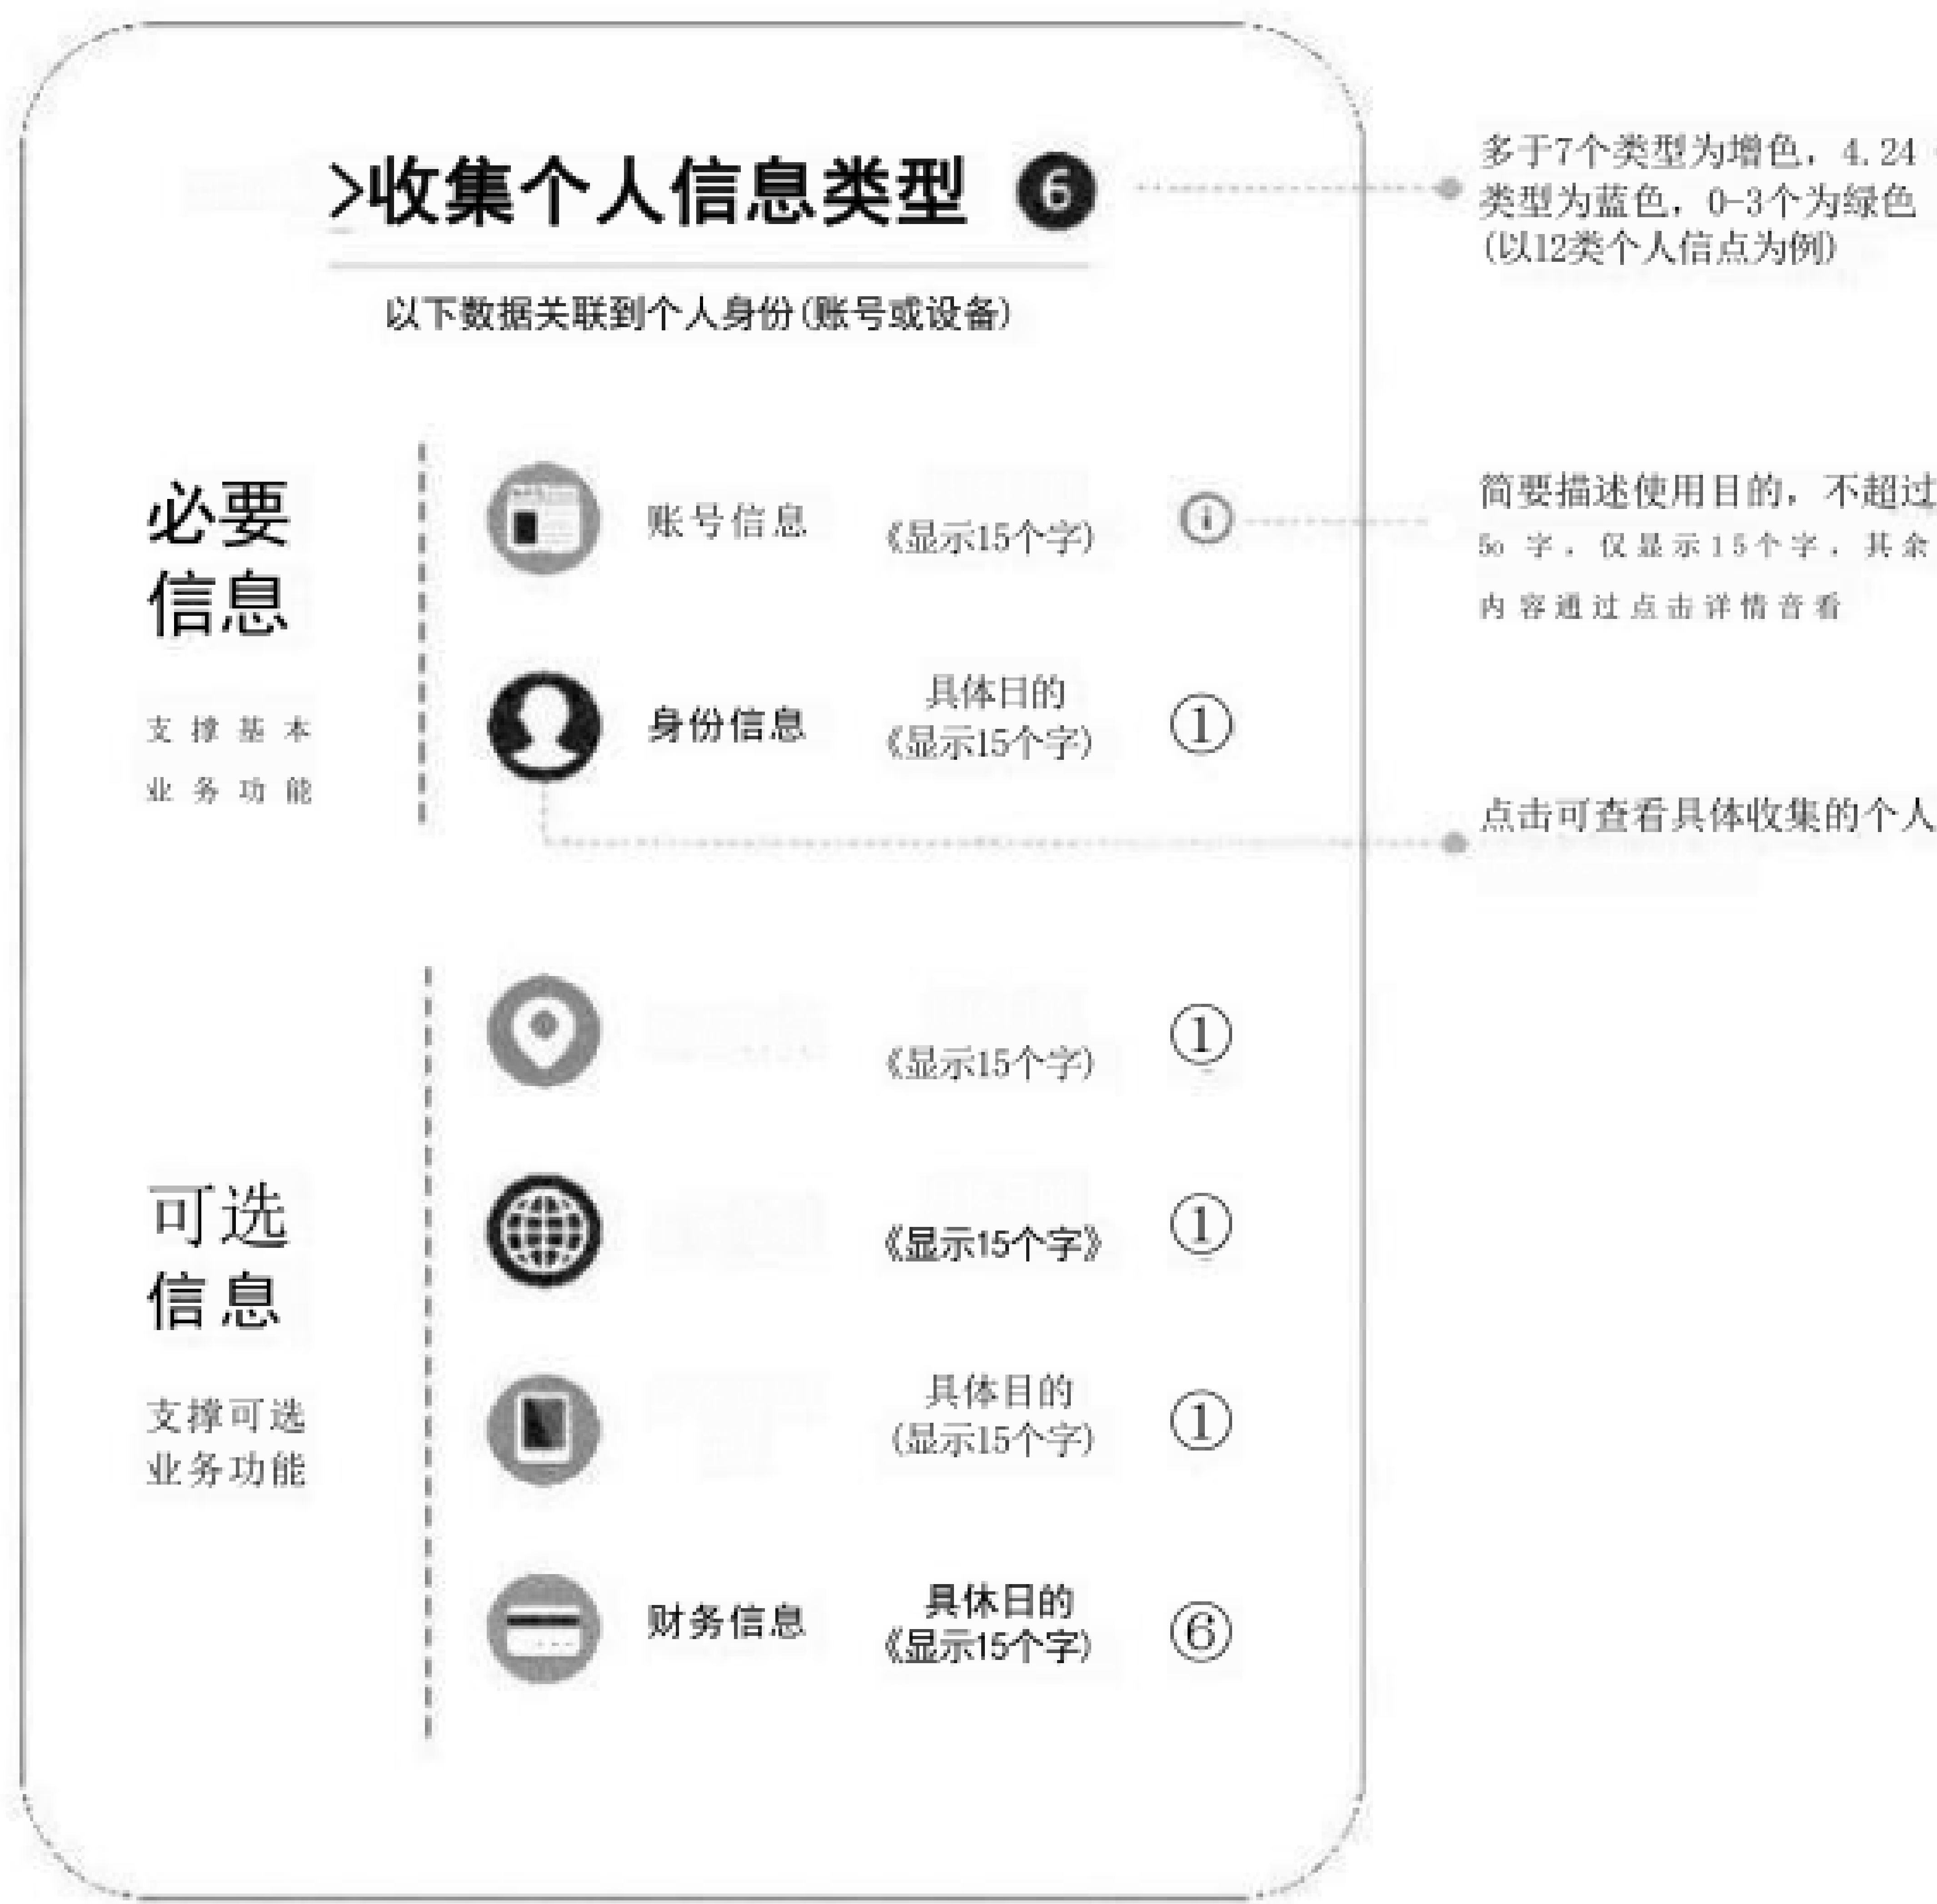 >收集个人信息类型 6
以下数据关联到个人身份(账号或设备)
多于7个类型为增色，4.24
类型为蓝色，0-3个为绿色
(以12类个人信点为例)
必要
信息
支撑基本
业务功能
账号信息
《显示15个字)
i
简要描述使用目的，不超过
5o 字，仅显示15个字，其余
内容通过点击详情音看
身份信息
具体日的
《显示15个字)
①
点击可查看具体收集的个人
可选
信息
支撑可选
业务功能
《显示15个字)
①
《显示15个字》
①
具体目的
(显示15个字)
①
财务信息
具休日的
《显示15个字)
⑥